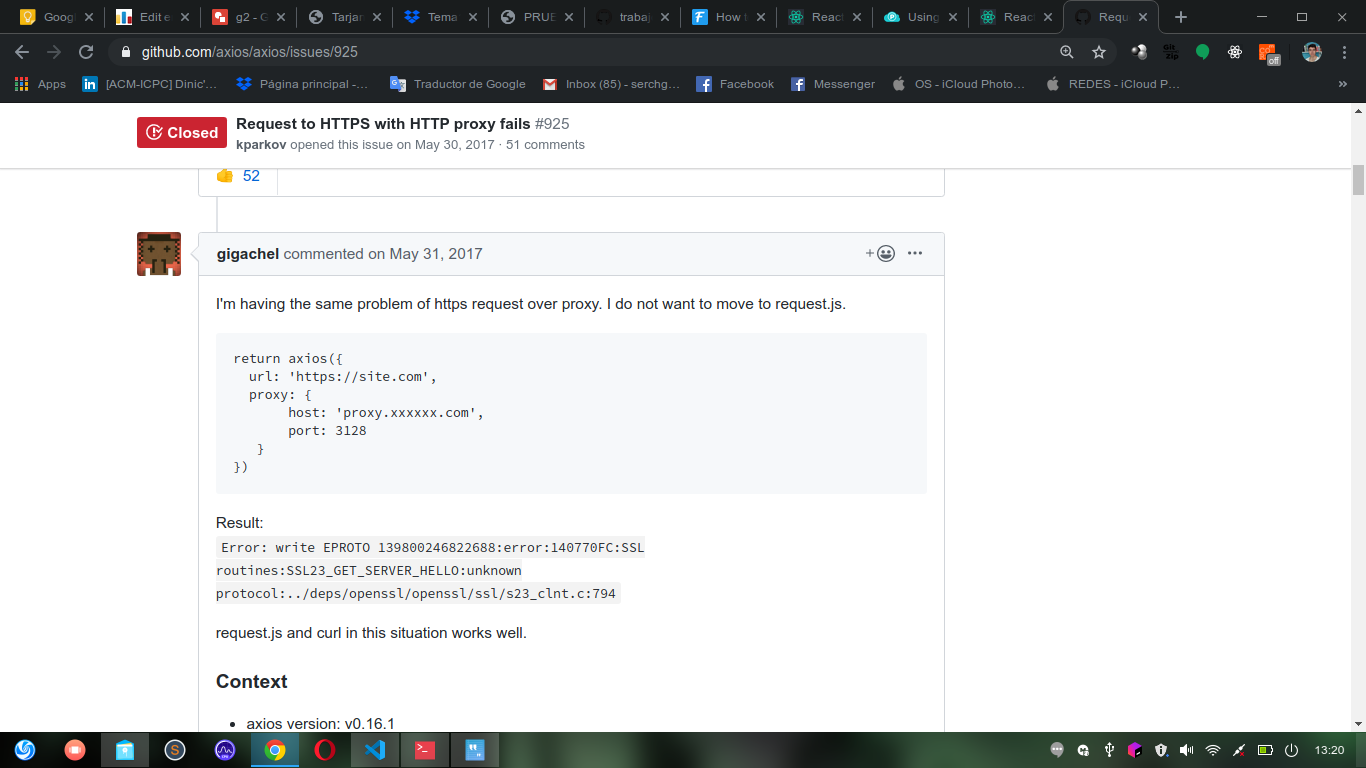 Goog
Edit e
g2 - G
Tarjan
Tema
PRUE
trabaj
How t
React
Using
React
Requ
github.com/axios/axios/issues/925
off
Apps
[ACM-ICPC] Dinic'...
Página principal -...
Traductor de Google
Inbox (85) - serchg...
Facebook
Messenger
OS - iCloud Photo...
REDES - iCloud P...
»
Closed
Request to HTTPS with HTTP proxy fails #925
kparkov opened this issue on May 30, 2017 · 51 comments
52
gigachel commented on May 31, 2017
I'm having the same problem of https request over proxy. I do not want to move to request.js.
return axios({
  url: 'https://site.com',
  proxy: {
       host: 'proxy.xxxxxx.com',
       port: 3128
   }
})
Result:
Error: write EPROTO 139800246822688:error:140770FC:SSL
routines:SSL23_GET_SERVER_HELLO:unknown
protocol:../deps/openssl/openssl/ssl/s23_clnt.c:794
request.js and curl in this situation works well.
Context
• axios version: v0.16.1
13:20